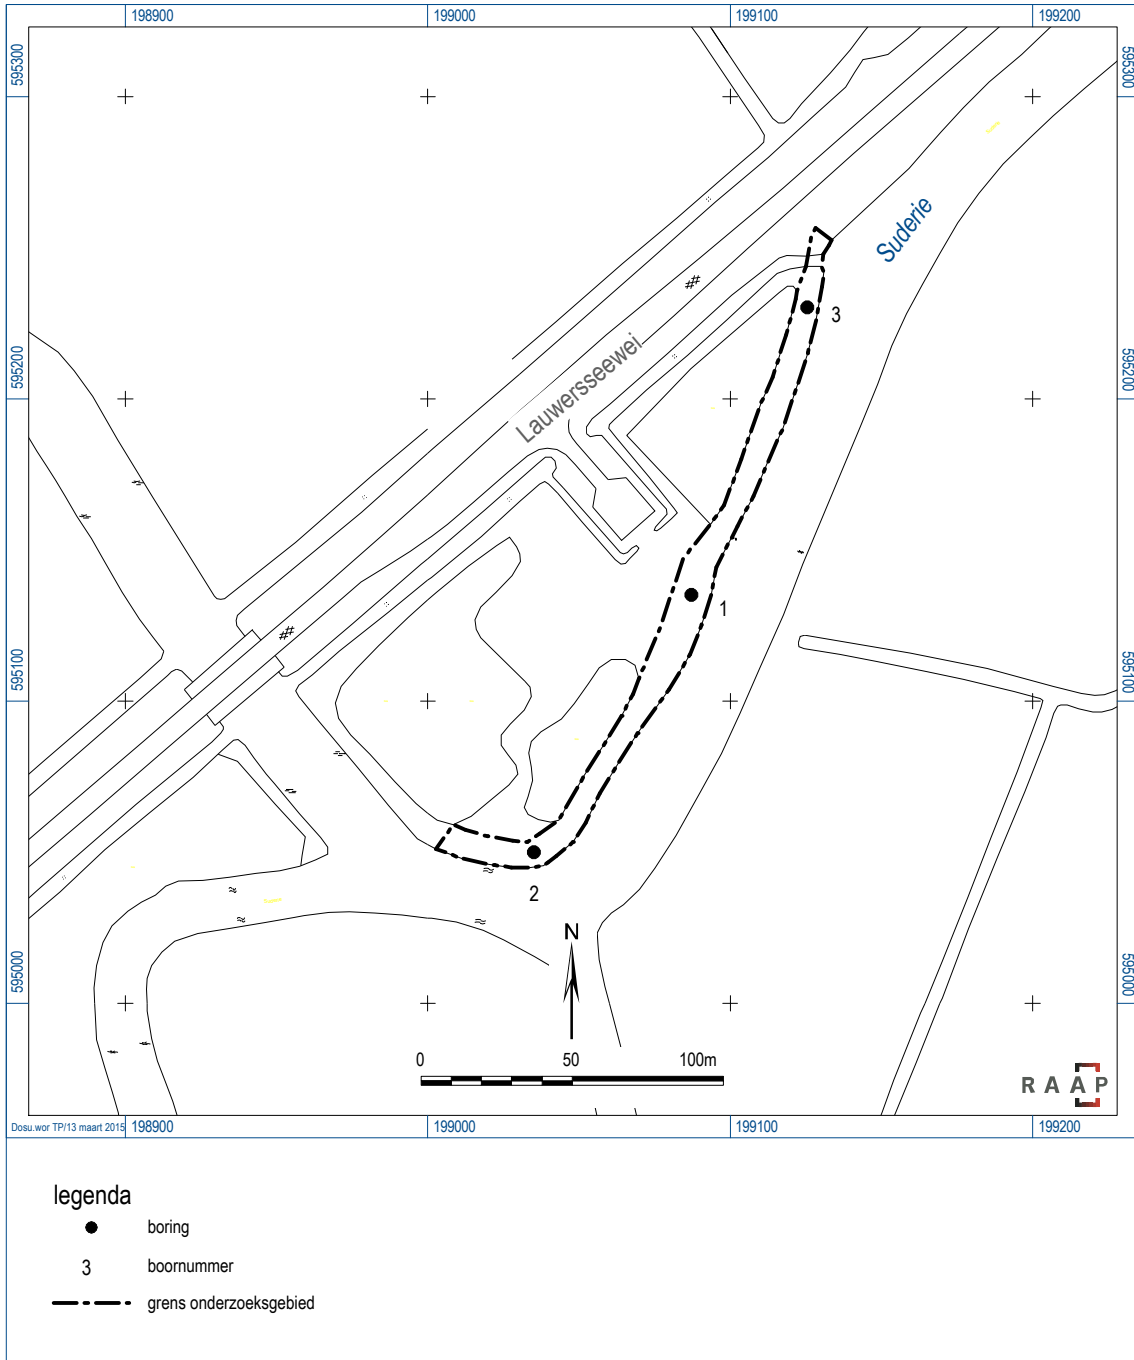 198900 199000 199100 199200
595300 595300
Suderie
3
Lauwersseewei
595200 595200
1
595100 595100
2
N
595000 595000
0 50 100m
RAAP
Dosu.wor TP/13 maart 2015
198900 199000 199100 199200
legenda
boring
3 boornummer
grens onderzoeksgebied